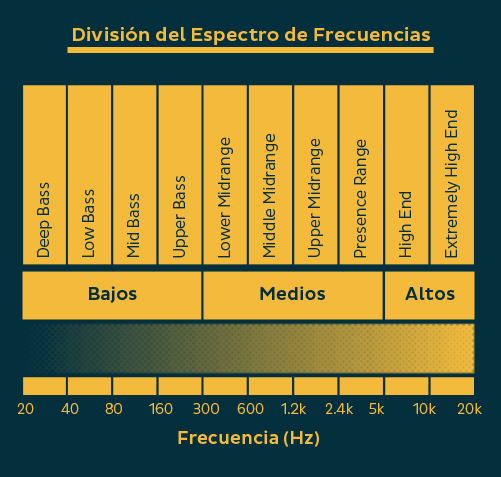 División del Espectro de Frecuencias
Deep Bass
Low Bass
Mid Bass
Upper Bass
Lower Midrange
Middle Midrange
Upper Midrange
Presence Range
High End
Extremely High End
Bajos Medios Altos
20 40 80 160 300 600 1.2k 2.4k 5k 10k 20k
Frecuencia (Hz)